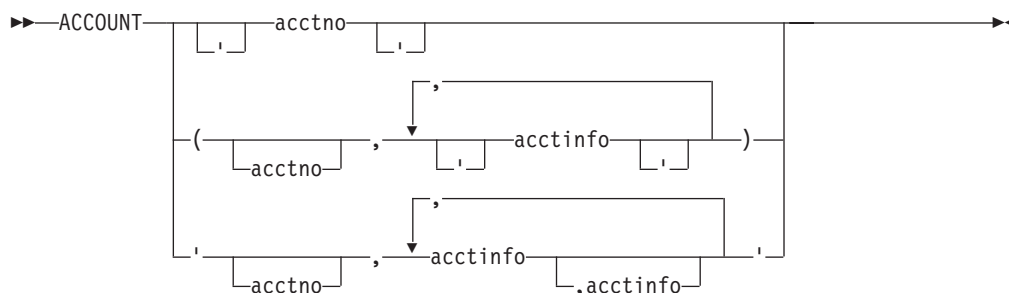 ACCOUNT ' acctno '
,
( acctno , ' acctinfo ' )
,
' acctno , acctinfo ,acctinfo '